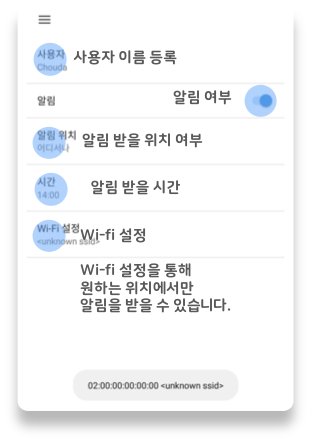 사용자 사용자 이름 등록
Chouda
알림 알림 여부
알림 위치 알림 받을 위치 여부
어디서나
시간 알림 받을 시간
14:00
Wi-Fi 설정 Wi-fi 설정
<unknown ssid>
Wi-fi 설정을 통해
원하는 위치에서만
알림을 받을 수 있습니다.
02:00:00:00:00:00 <unknown ssid>